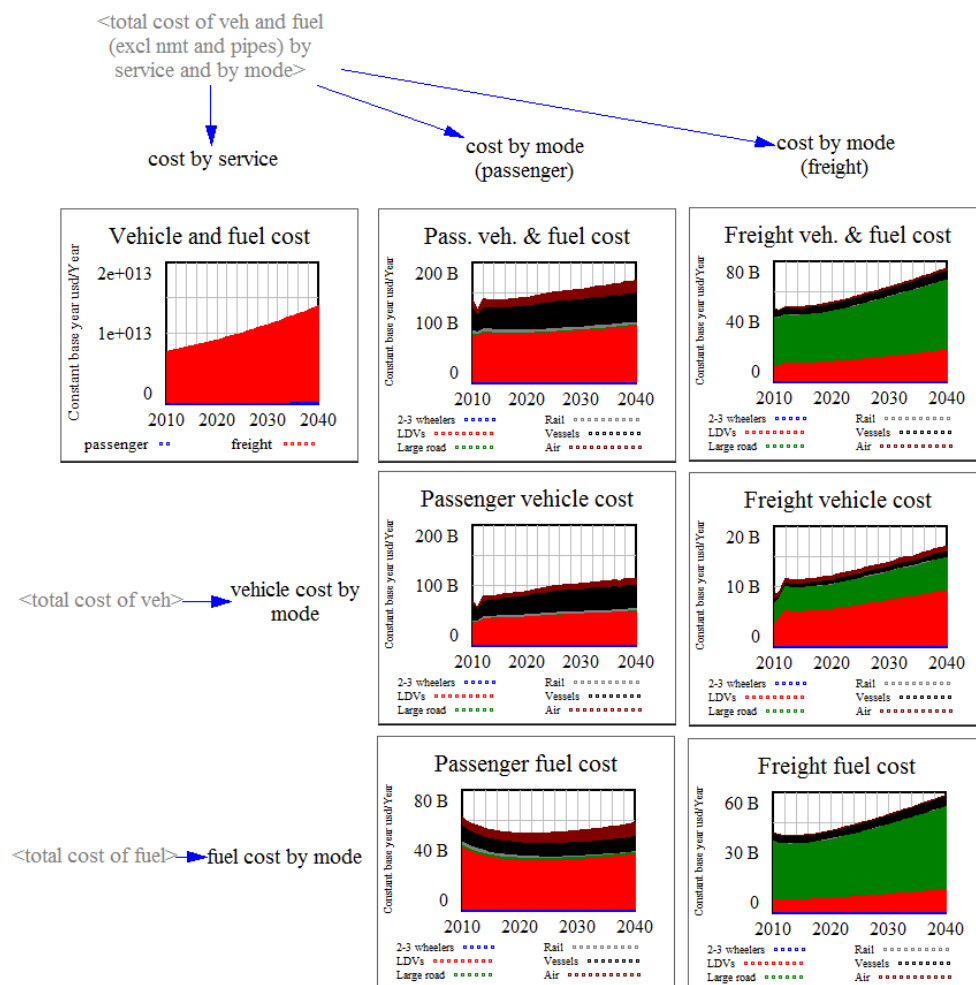 <total cost of veh and fuel
(excl nmt and pipes) by
service and by mode>
cost by service
cost by mode
(passenger)
cost by mode
(freight)
Vehicle and fuel cost
Constant base year usd/Year
2e+013
1e+013
0
2010 2020 2030 2040
passenger freight
Pass. veh. & fuel cost
Constant base year usd/Year
200 B
100 B
0
2010 2020 2030 2040
2-3 wheelers Rail
LDVs Vessels
Large road Air
Freight veh. & fuel cost
Constant base year usd/Year
80 B
40 B
0
2010 2020 2030 2040
2-3 wheelers Rail
LDVs Vessels
Large road Air
<total cost of veh>
vehicle cost by
mode
Passenger vehicle cost
Constant base year usd/Year
200 B
100 B
0
2010 2020 2030 2040
2-3 wheelers Rail
LDVs Vessels
Large road Air
Freight vehicle cost
Constant base year usd/Year
20 B
10 B
0
2010 2020 2030 2040
2-3 wheelers Rail
LDVs Vessels
Large road Air
<total cost of fuel>
fuel cost by mode
Passenger fuel cost
Constant base year usd/Year
80 B
40 B
0
2010 2020 2030 2040
2-3 wheelers Rail
LDVs Vessels
Large road Air
Freight fuel cost
Constant base year usd/Year
60 B
30 B
0
2010 2020 2030 2040
2-3 wheelers Rail
LDVs Vessels
Large road Air